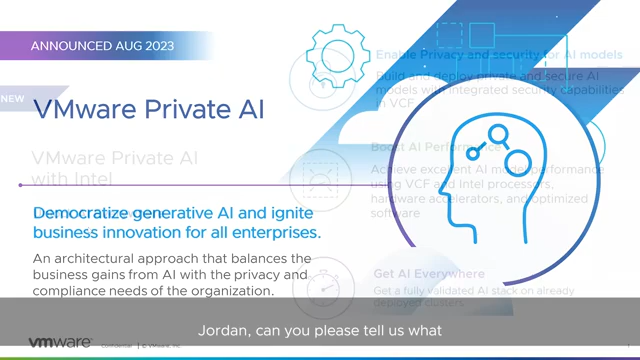 ANNOUNCED AUG 2023
NEW
VMware Private AI
VMware Private AI
with Intel
Democratize generative AI and ignite
business innovation for all enterprises.
An architectural approach that balances the
business gains from AI with the privacy and
compliance needs of the organization.
Enable Privacy and security for AI models
Build and deploy private and secure AI
models with integrated security capabilities
in VCF
Boost AI Performance
Achieve excellent AI model performance
using VCF and Intel processors,
hardware accelerators, and optimized
software
Get AI Everywhere
Get a fully validated AI stack on already
deployed clusters
Jordan, can you please tell us what
vmware
Confidential | © VMware, Inc.